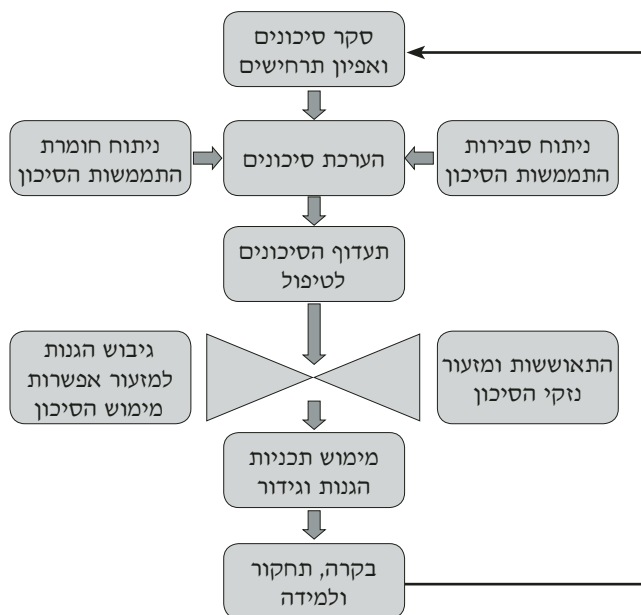 סקר סיכונים
ואפיון תרחישים
ניתוח סבירות
התממשות הסיכון
הערכת סיכונים
ניתוח חומרת
התממשות הסיכון
תעדוף הסיכונים
לטיפול
התאוששות ומזעור
נזקי הסיכון
גיבוש הגנות
למזעור אפשרות
מימוש הסיכון
מימוש תכניות
הגנות וגידור
בקרה, תחקור
ולמידה